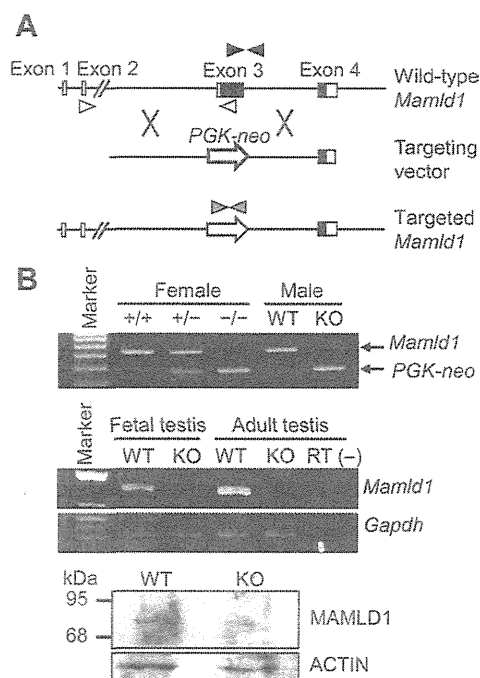 A
Exon 1 Exon 2 Exon 3 Exon 4
Wild-type
Mamld1
PGK-neo
Targeting
vector
Targeted
Mamld1
B
Marker
Female Male
+/+ +/− −/− WT KO
Mamld1
PGK-neo
Marker
Fetal testis Adult testis
WT KO WT KO RT (−)
Mamld1
Gapdh
kDa WT KO
95
68
MAMLD1
ACTIN